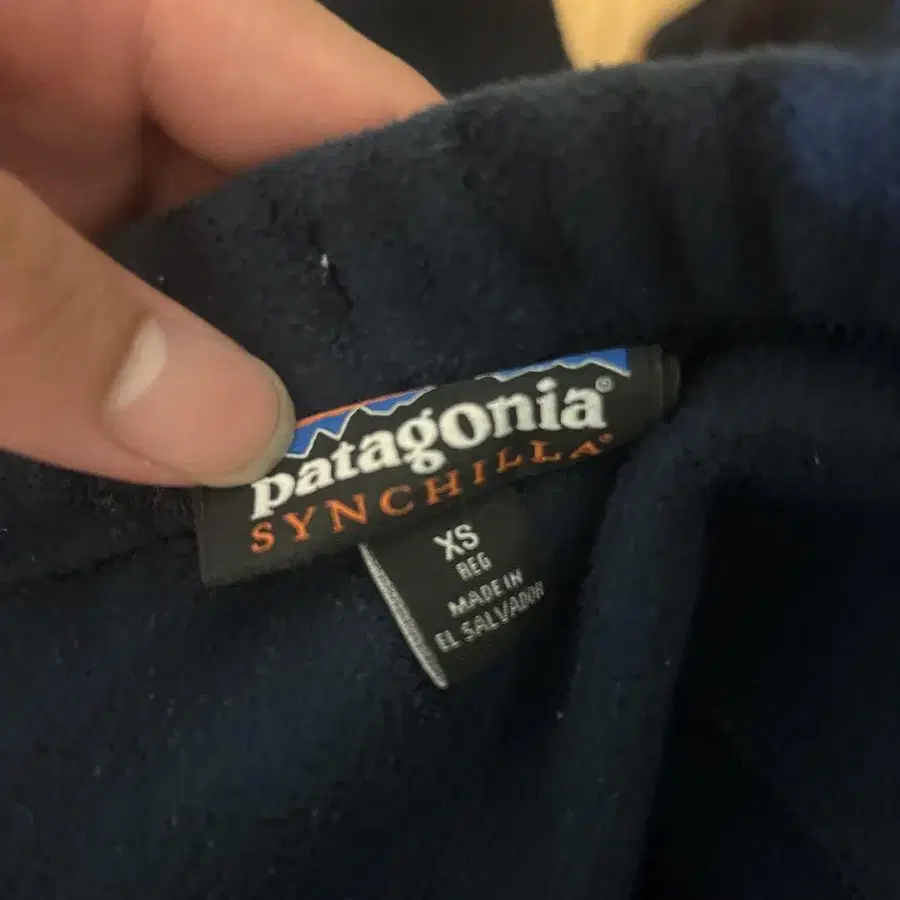 patagonia®
SYNCHILLA®
XS
REG
MADE IN
EL SALVADOR